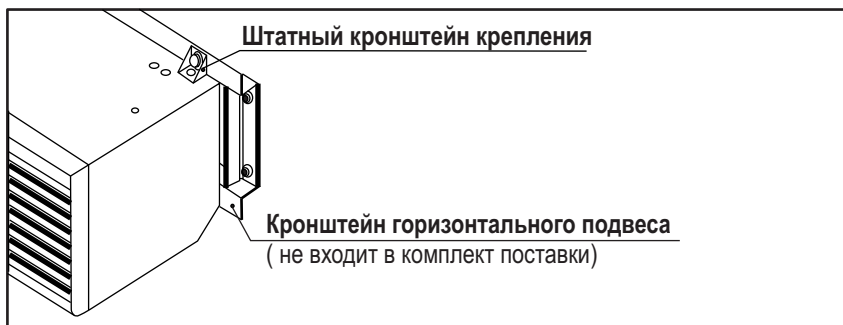 Штатный кронштейн крепления
Кронштейн горизонтального подвеса
( не входит в комплект поставки)